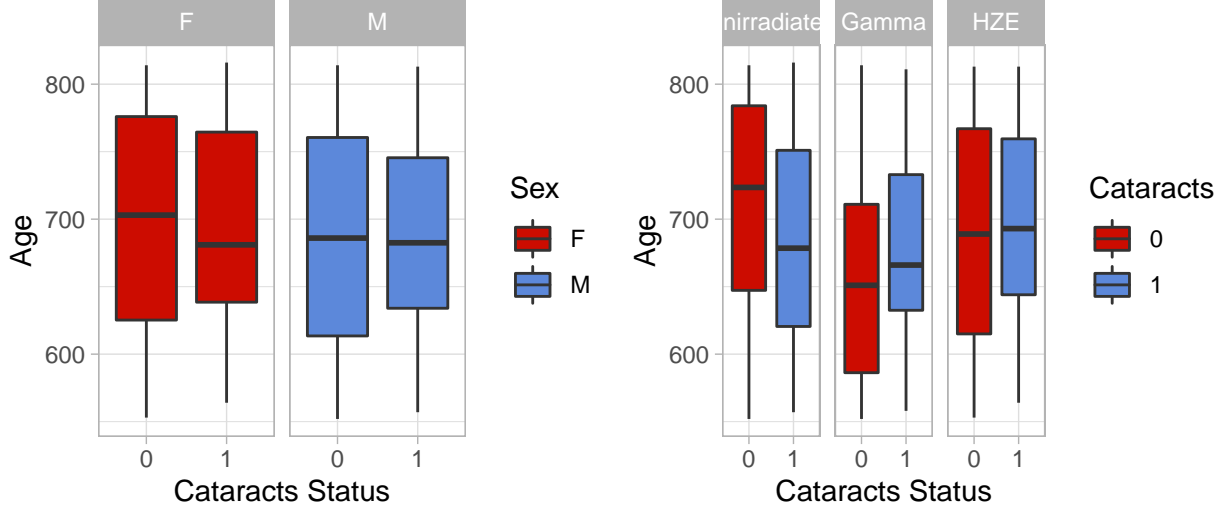 F
M
800
700
600
Age
0
1
0
1
Cataracts Status
Sex
F
M
nirradiate
Gamma
HZE
800
700
600
Age
0
1
0
1
0
1
Cataracts Status
Cataracts
0
1